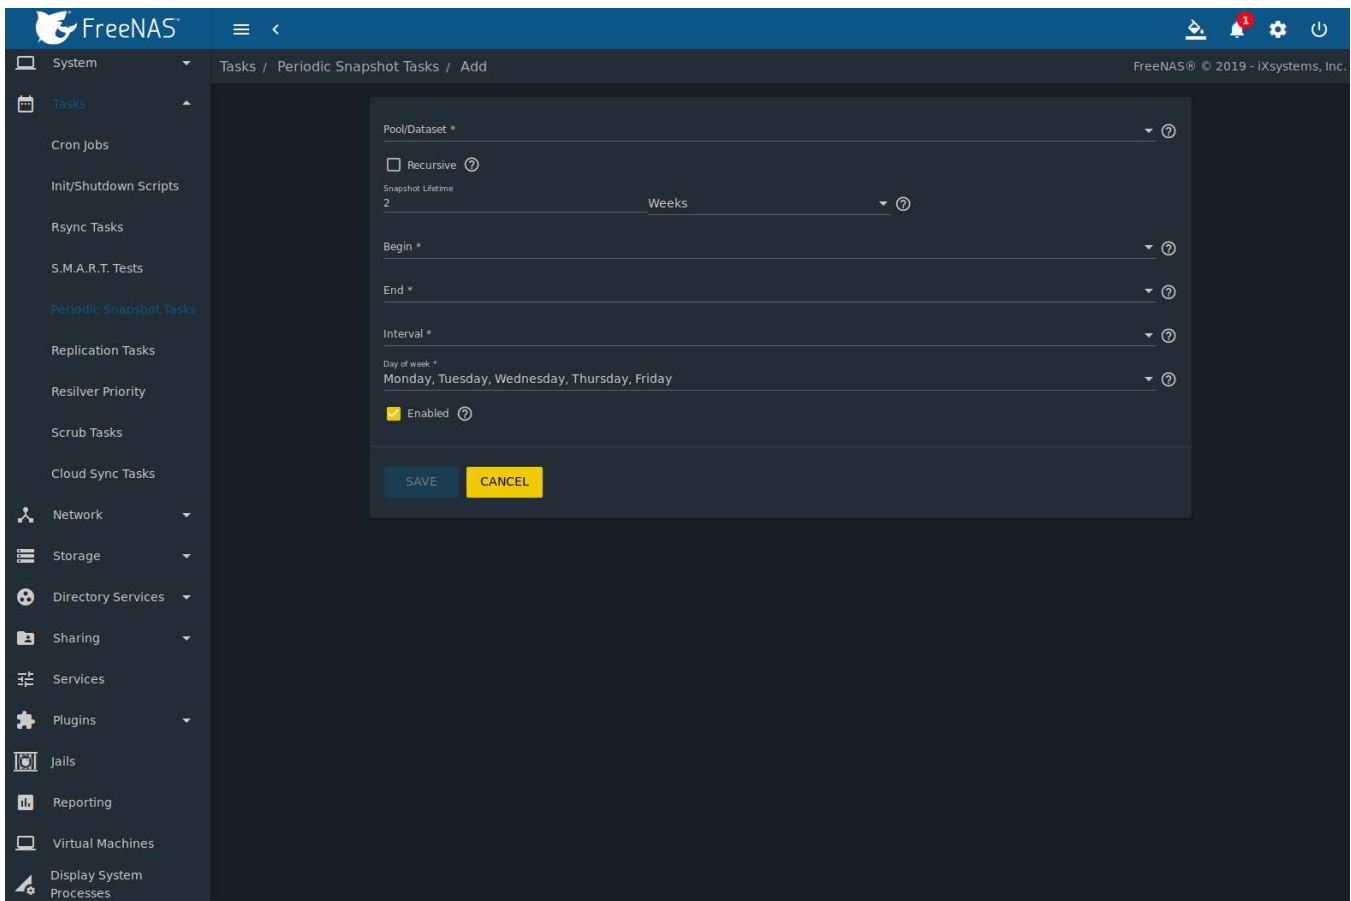 FreeNAS™
1
System
Tasks / Periodic Snapshot Tasks / Add
FreeNAS® © 2019 - iXsystems, Inc.
Tasks
Cron Jobs
Init/Shutdown Scripts
Rsync Tasks
S.M.A.R.T. Tests
Periodic Snapshot Tasks
Replication Tasks
Resilver Priority
Scrub Tasks
Cloud Sync Tasks
Network
Storage
Directory Services
Sharing
Services
Plugins
Jails
Reporting
Virtual Machines
Display System
Processes
Pool/Dataset *
Recursive
Snapshot Lifetime
2 Weeks
Begin *
End *
Interval *
Day of week *
Monday, Tuesday, Wednesday, Thursday, Friday
Enabled
SAVE CANCEL